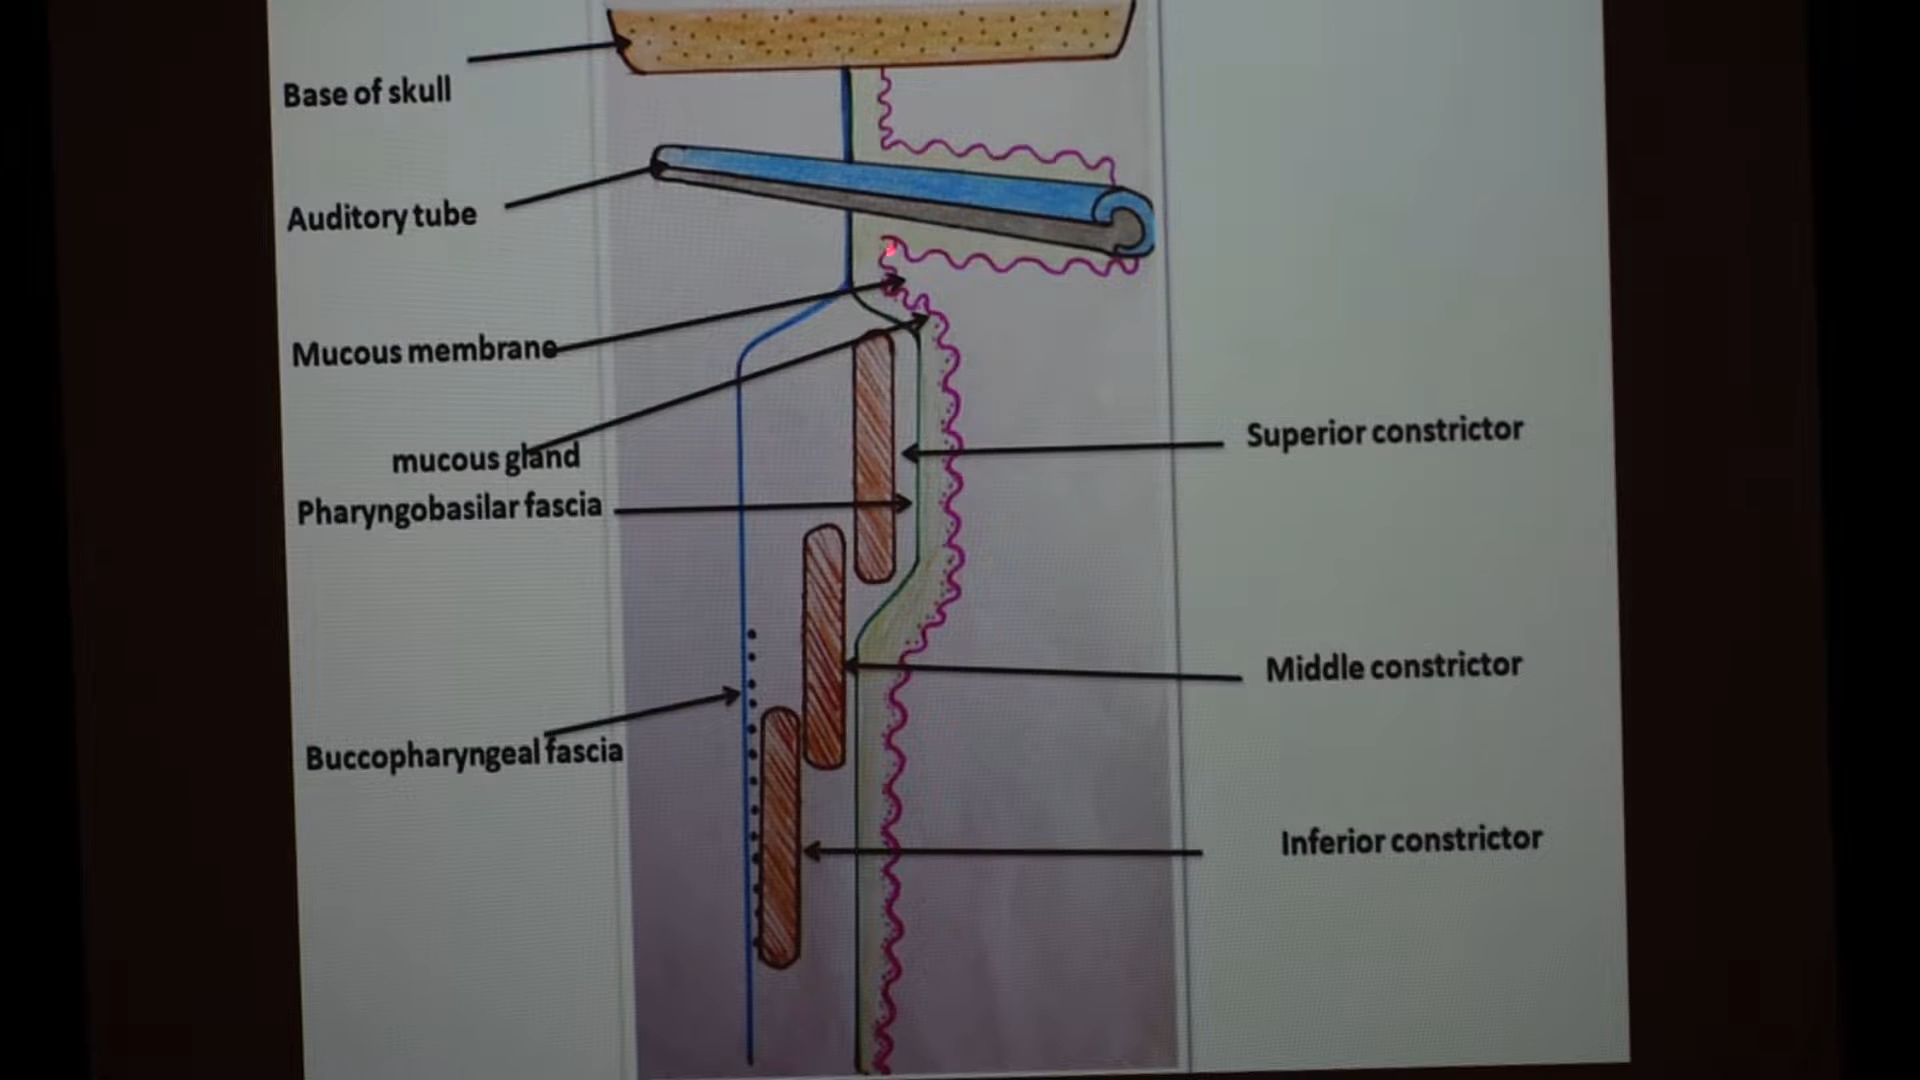 Base of skull
Auditory tube
Mucous membrane
mucous gland
Pharyngobasilar fascia
Buccopharyngeal fascia
Superior constrictor
Middle constrictor
Inferior constrictor